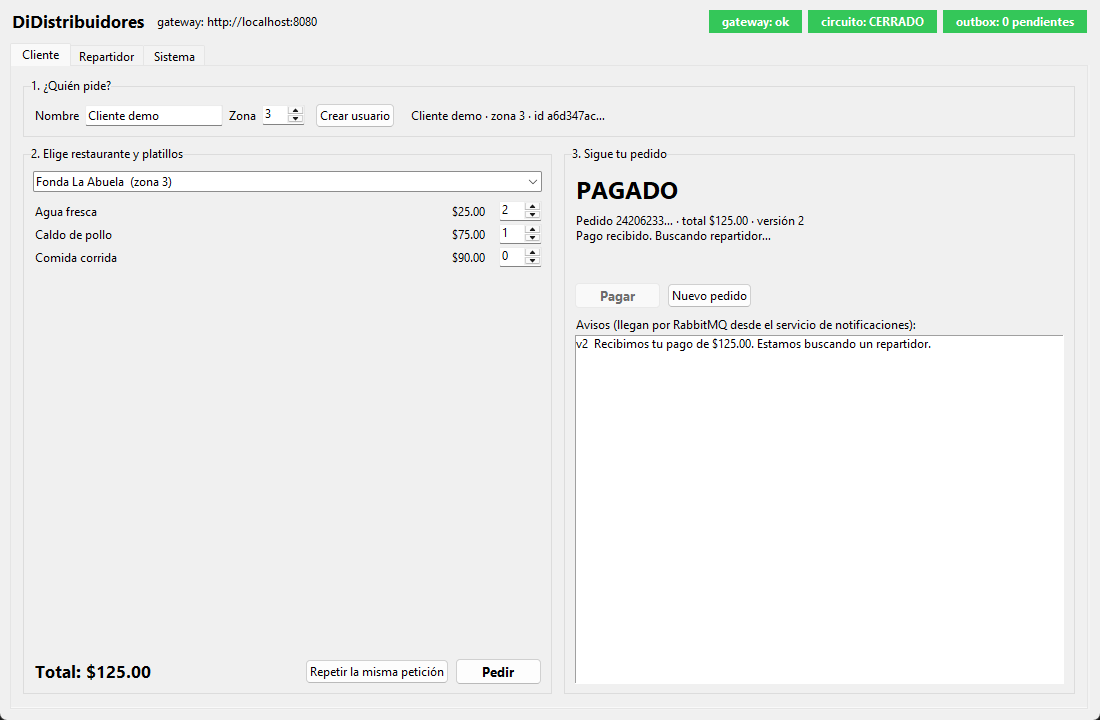 DiDistribuidores gateway: http://localhost:8080 gateway: ok circuito: CERRADO outbox: 0 pendientes
Cliente Repartidor Sistema
1. ¿Quién pide?
Nombre Cliente demo Zona 3 Crear usuario Cliente demo · zona 3 · id a6d347ac...
2. Elige restaurante y platillos
Fonda La Abuela (zona 3)
Agua fresca $25.00 2
Caldo de pollo $75.00 1
Comida corrida $90.00 0
Total: $125.00 Repetir la misma petición Pedir
3. Sigue tu pedido
PAGADO
Pedido 24206233... · total $125.00 · versión 2
Pago recibido. Buscando repartidor...
Pagar Nuevo pedido
Avisos (llegan por RabbitMQ desde el servicio de notificaciones):
v2 Recibimos tu pago de $125.00. Estamos buscando un repartidor.